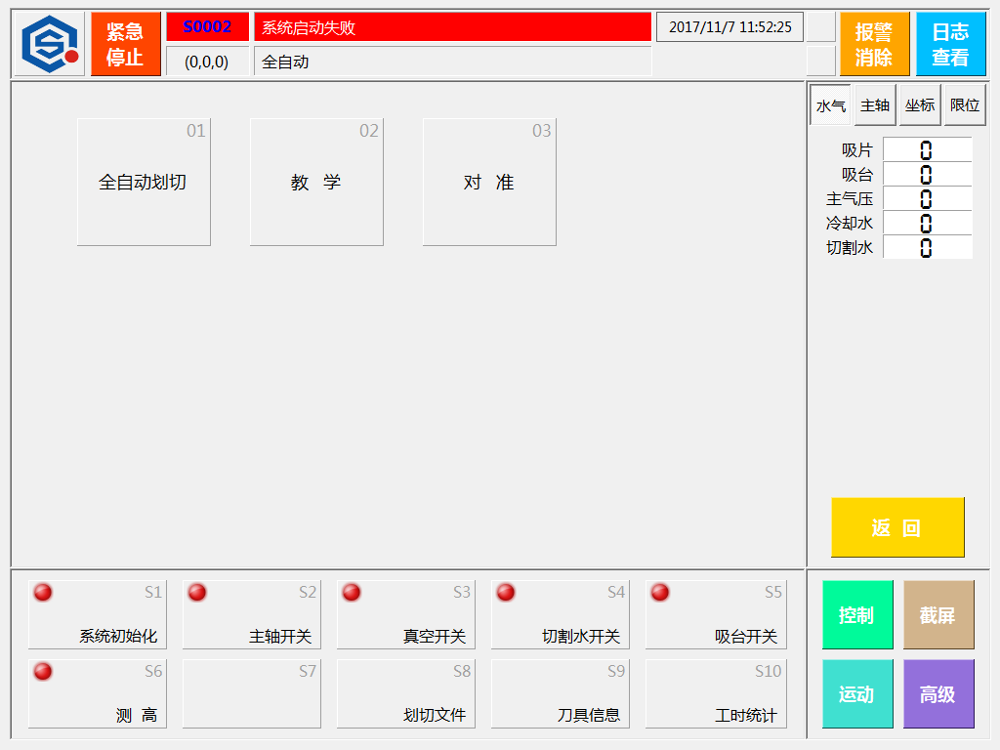 紧急
停止
S0002
系统启动失败
2017/11/7 11:52:25
报警
消除
日志
查看
(0,0,0)
全自动
水气
主轴
坐标
限位
01
全自动划切
02
教 学
03
对 准
吸片 0
吸台 0
主气压 0
冷却水 0
切割水 0
返 回
S1
系统初始化
S2
主轴开关
S3
真空开关
S4
切割水开关
S5
吸台开关
S6
测 高
S7
S8
划切文件
S9
刀具信息
S10
工时统计
控制
截屏
运动
高级